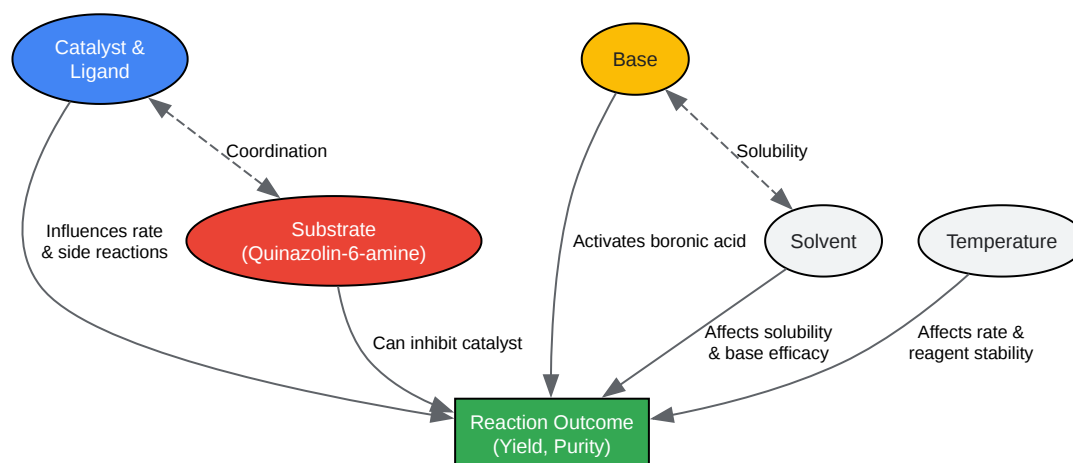 Catalyst &
Ligand
Base
Coordination
Solubility
Substrate
(Quinazolin-6-amine)
Influences rate
& side reactions
Activates boronic acid
Solvent
Temperature
Can inhibit catalyst
Affects solubility
& base efficacy
Affects rate &
reagent stability
Reaction Outcome
(Yield, Purity)